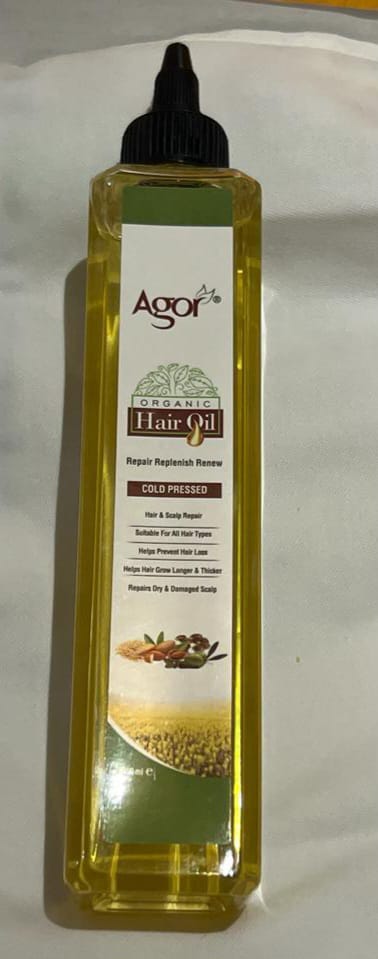 Agor®
ORGANIC
Hair Oil
Repair Replenish Renew
COLD PRESSED
Hair & Scalp Repair
Suitable For All Hair Types
Helps Prevent Hair Loss
Helps Hair Grow Longer & Thicker
Repairs Dry & Damaged Scalp
ml e